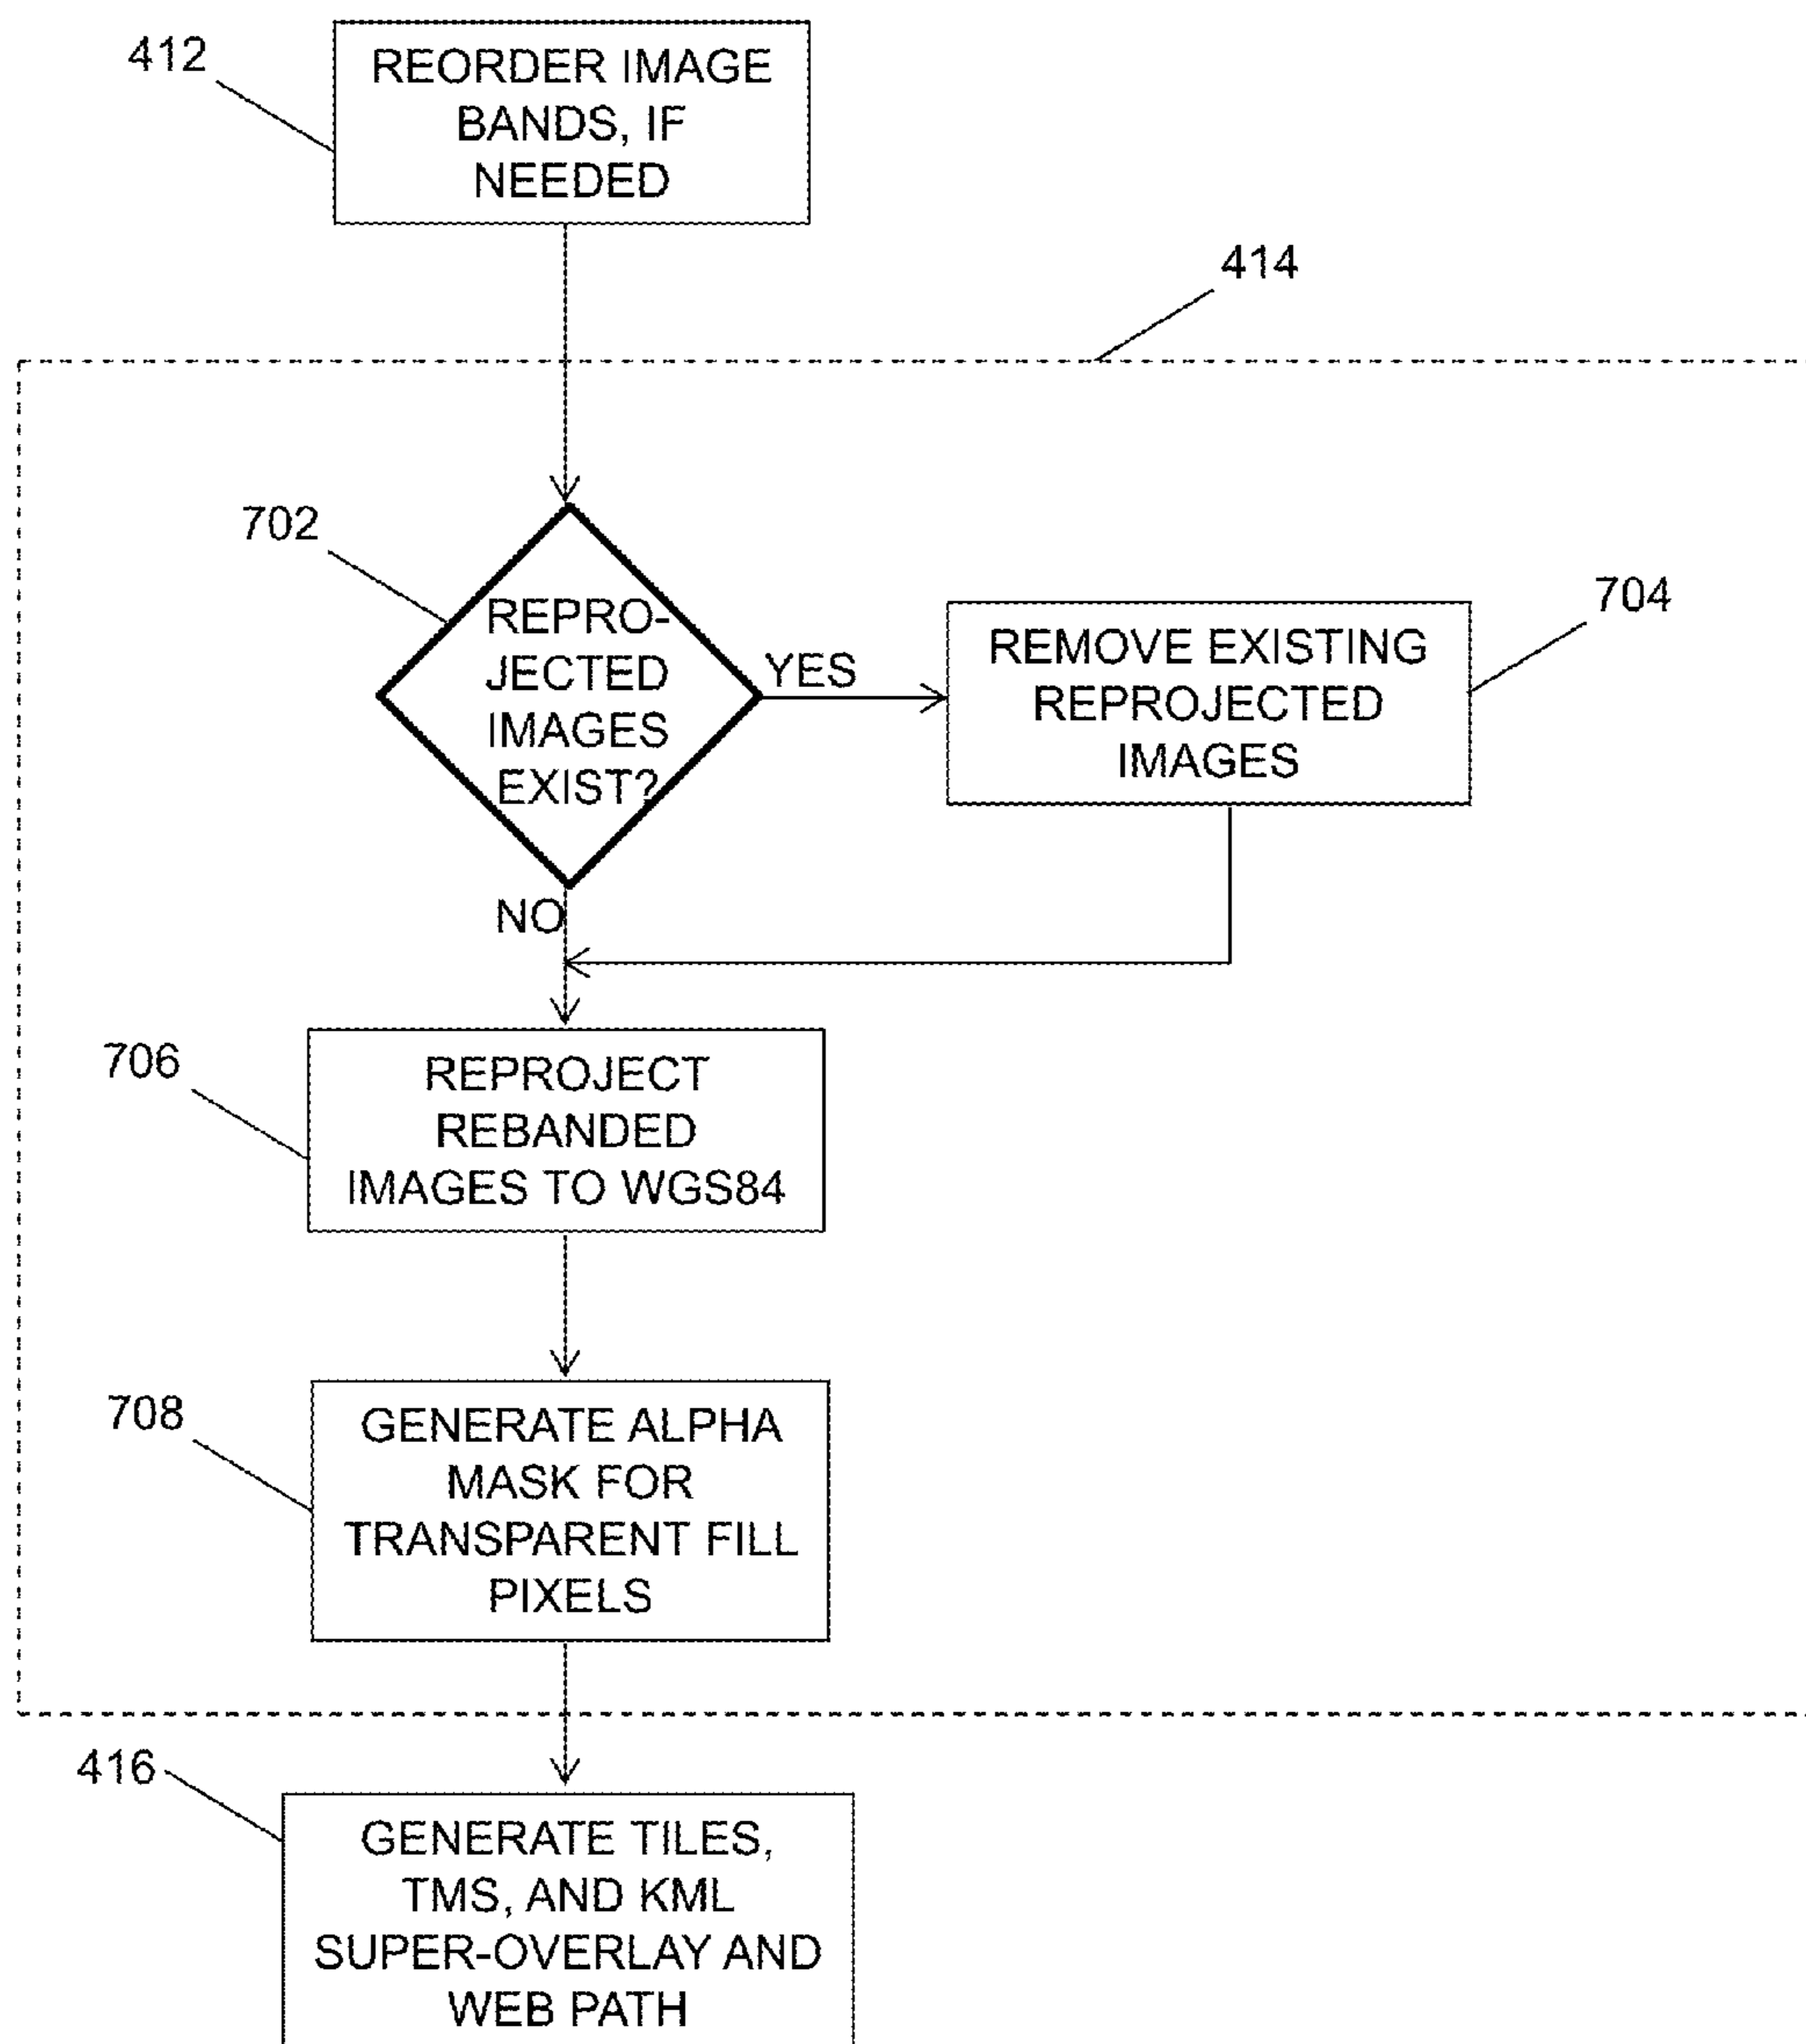 412
REORDER IMAGE
BANDS, IF
NEEDED
414
702
REPRO-
JECTED
IMAGES
EXIST?
YES
704
REMOVE EXISTING
REPROJECTED
IMAGES
NO
706
REPROJECT
REBANDED
IMAGES TO WGS84
708
GENERATE ALPHA
MASK FOR
TRANSPARENT FILL
PIXELS
416
GENERATE TILES,
TMS, AND KML
SUPER-OVERLAY AND
WEB PATH